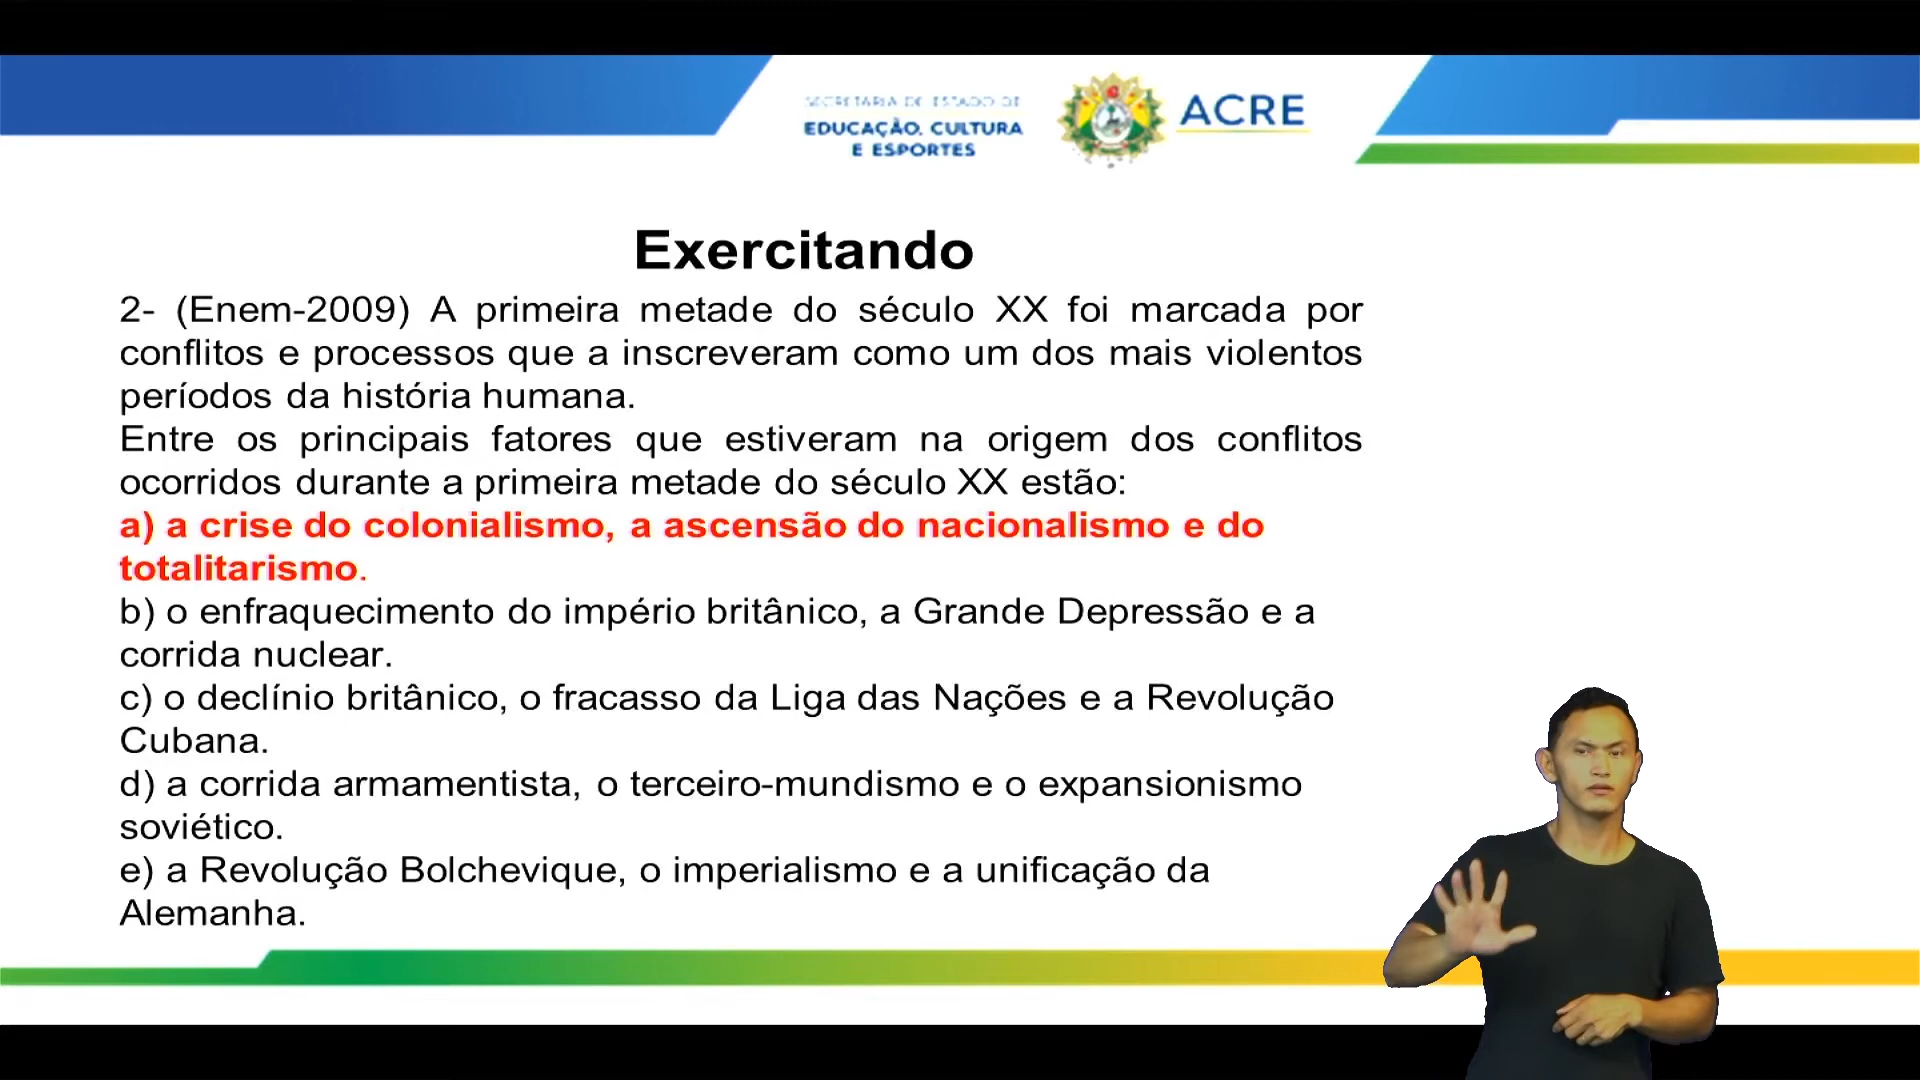 SECRETARIA DE ESTADO DE
EDUCAÇÃO, CULTURA
E ESPORTES
ACRE
Exercitando
2- (Enem-2009) A primeira metade do século XX foi marcada por
conflitos e processos que a inscreveram como um dos mais violentos
períodos da história humana.
Entre os principais fatores que estiveram na origem dos conflitos
ocorridos durante a primeira metade do século XX estão:
a) a crise do colonialismo, a ascensão do nacionalismo e do
totalitarismo.
b) o enfraquecimento do império britânico, a Grande Depressão e a
corrida nuclear.
c) o declínio britânico, o fracasso da Liga das Nações e a Revolução
Cubana.
d) a corrida armamentista, o terceiro-mundismo e o expansionismo
soviético.
e) a Revolução Bolchevique, o imperialismo e a unificação da
Alemanha.